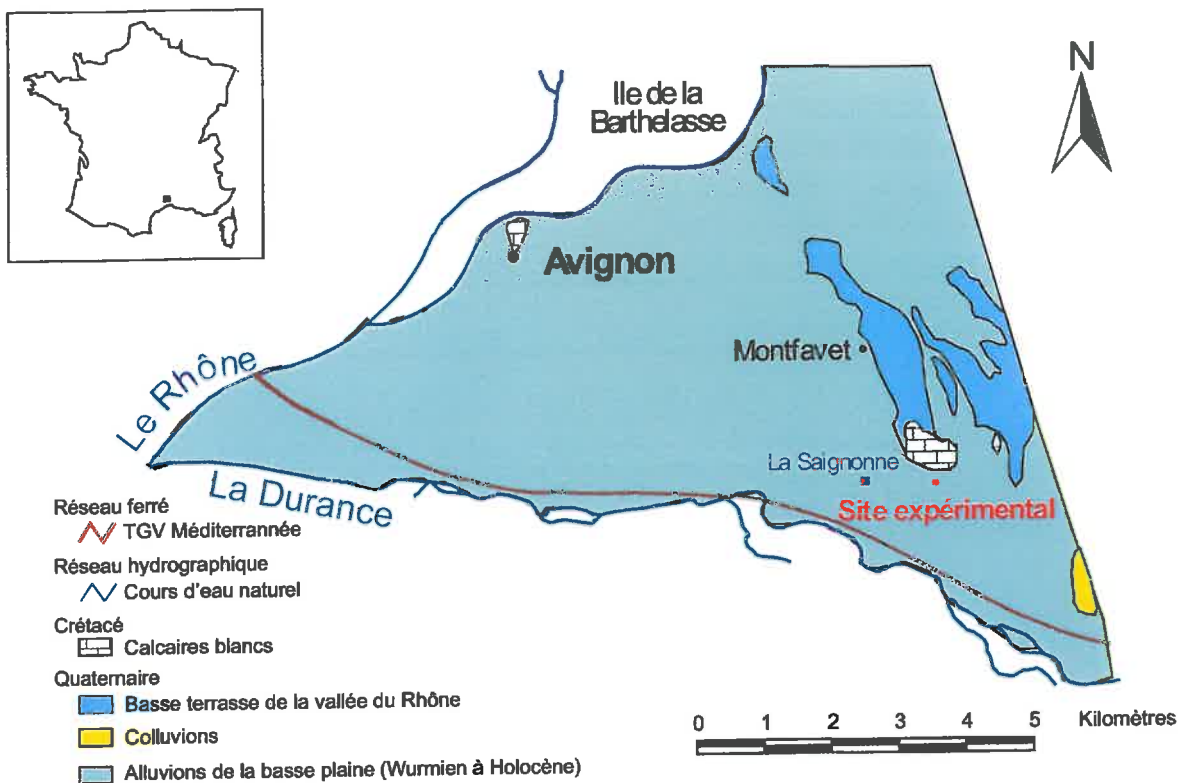 N
Ile de la
Barthelasse
Avignon
Montfavet
Le Rhône
La Saignonne
La Durance
Site expérimental
Réseau ferré
TGV Méditerrannée
Réseau hydrographique
Cours d'eau naturel
Crétacé
Calcaires blancs
Quaternaire
Basse terrasse de la vallée du Rhône
Colluvions
Alluvions de la basse plaine (Wurmien à Holocène)
0 1 2 3 4 5 Kilomètres